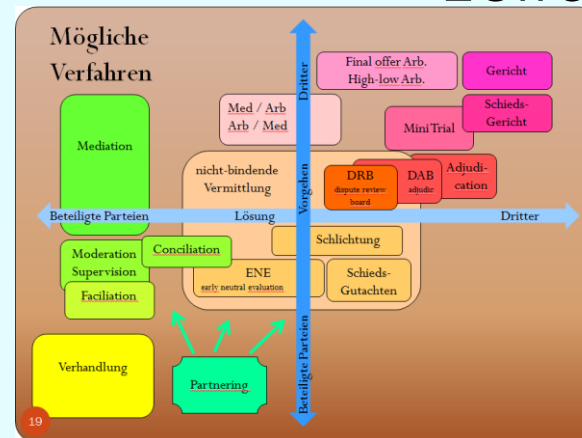 Mögliche
Verfahren
Dritter
Final offer Arb.
High-low Arb.
Gericht
Med / Arb
Arb / Med
Schieds-
Gericht
Mini Trial
Mediation
nicht-bindende
Vermittlung
Vorgehen
DRB
dispute review
board
DAB
adjudic
Adjudi-
cation
Beteiligte Parteien
Lösung
Dritter
Moderation
Supervision
Conciliation
Schlichtung
Faciliation
ENE
early neutral evaluation
Schieds-
Gutachten
Verhandlung
Partnering
Beteiligte Parteien
19